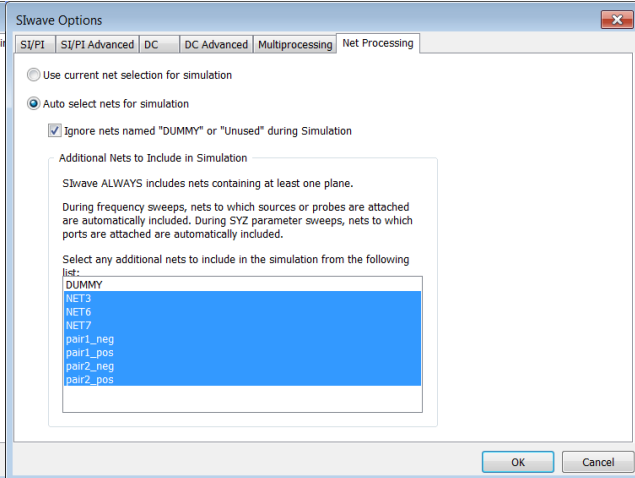 SIwave Options
SI/PI SI/PI Advanced DC DC Advanced Multiprocessing Net Processing
Use current net selection for simulation
Auto select nets for simulation
Ignore nets named "DUMMY" or "Unused" during Simulation
Additional Nets to Include in Simulation
SIwave ALWAYS includes nets containing at least one plane.
During frequency sweeps, nets to which sources or probes are attached
are automatically included. During SYZ parameter sweeps, nets to which
ports are attached are automatically included.
Select any additional nets to include in the simulation from the following
list:
DUMMY
NET3
NET6
NET7
pair1_neg
pair1_pos
pair2_neg
pair2_pos
OK Cancel